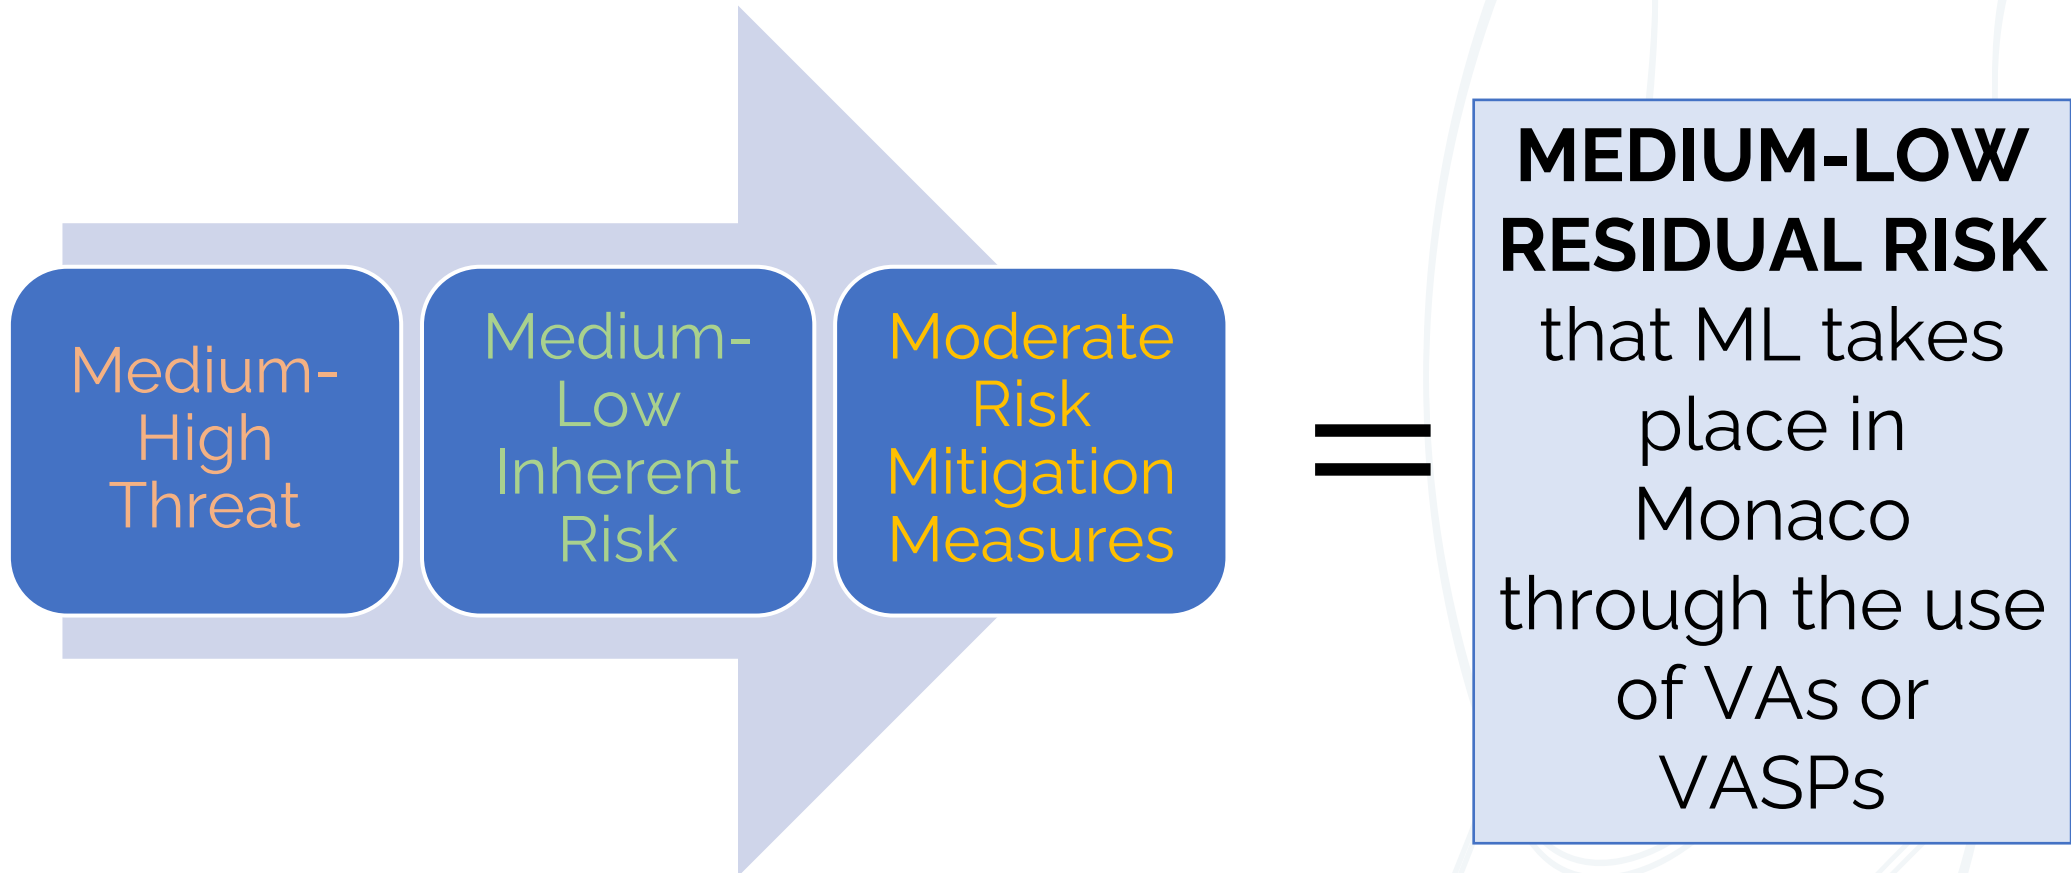 Medium-
High
Threat
Medium-
Low
Inherent
Risk
Moderate
Risk
Mitigation
Measures
=
MEDIUM-LOW
RESIDUAL RISK
that ML takes
place in
Monaco
through the use
of VAs or
VASPs